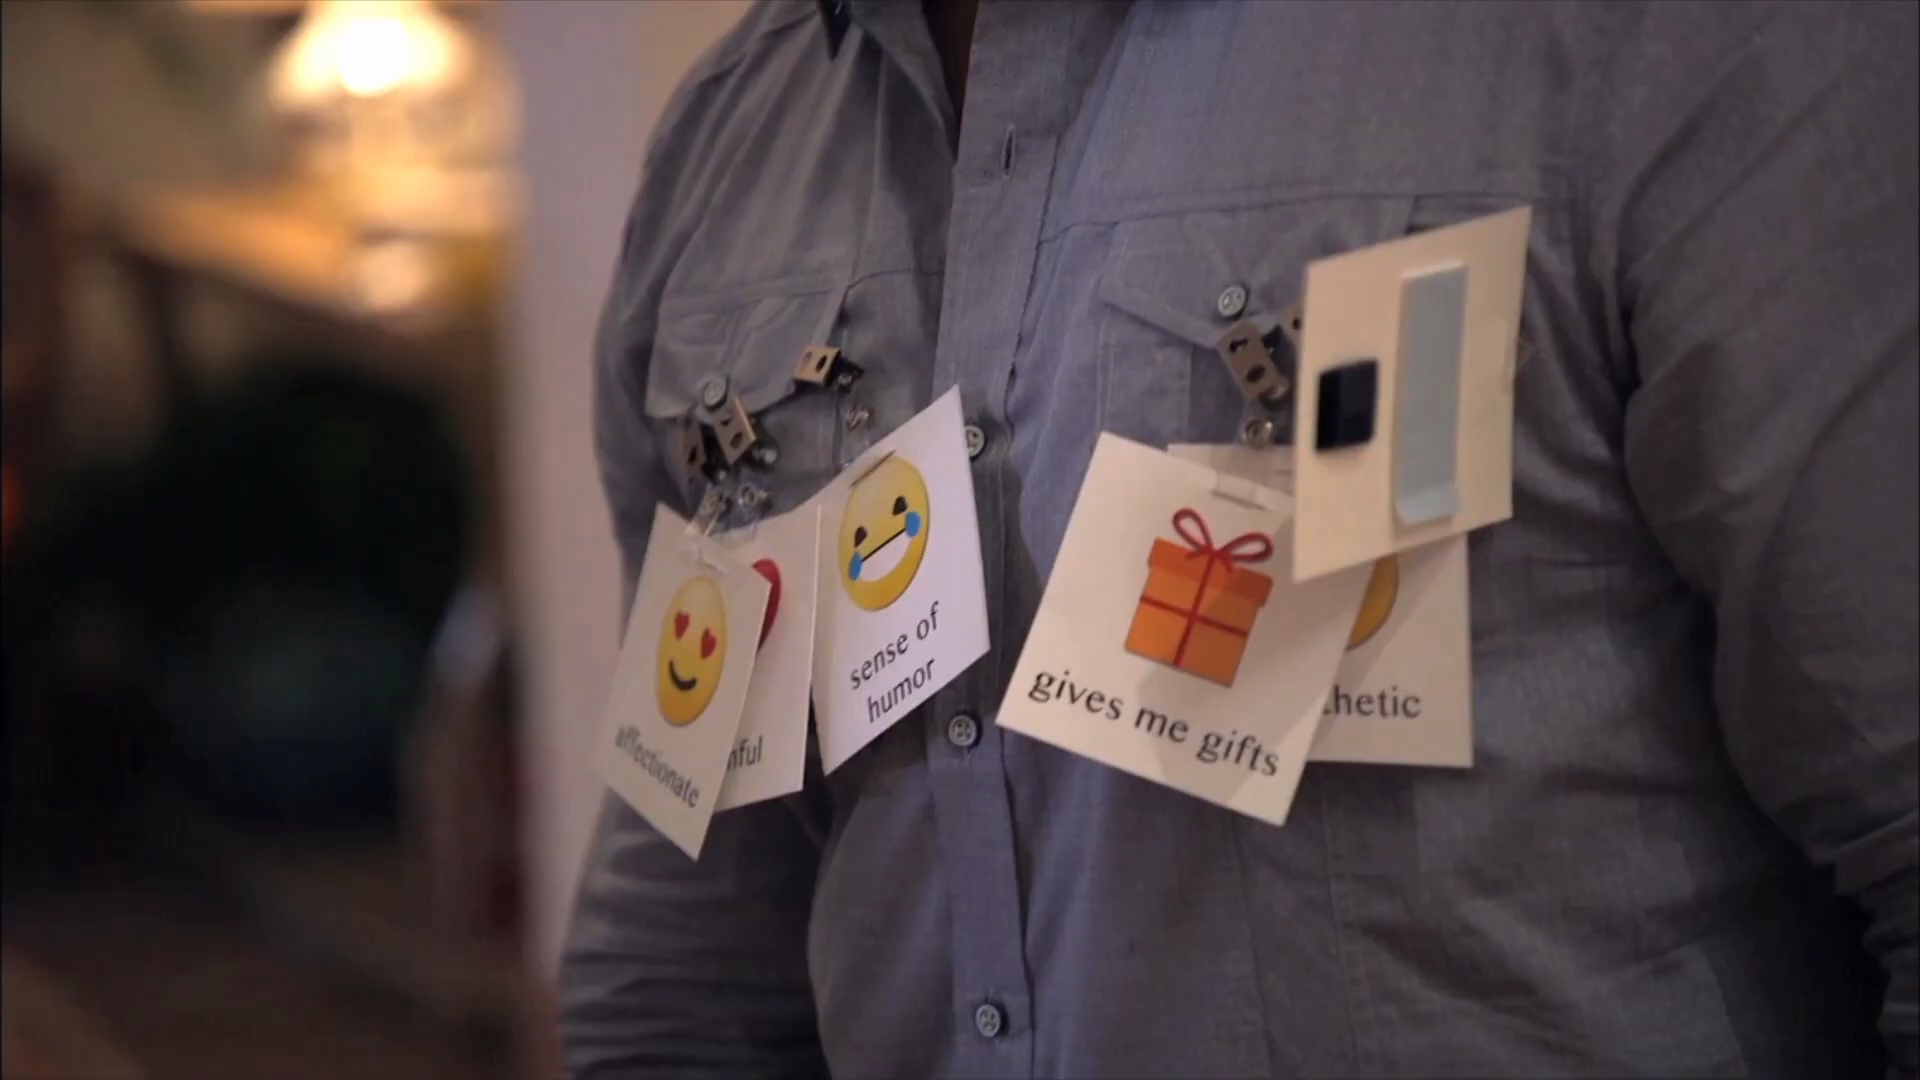 affectionate
sense of
humor
gives me gifts